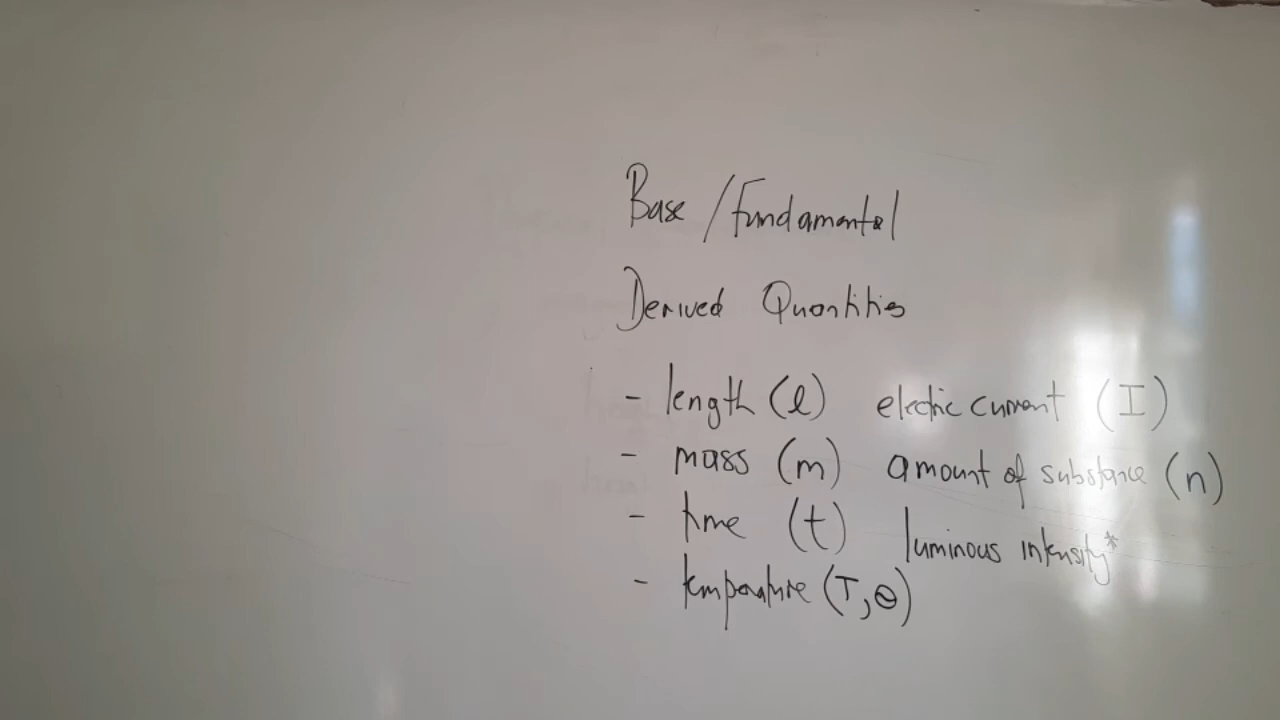 Base / Fundamental
Derived Quantities
- length (l) electric current (I)
- mass (m) amount of substance (n)
- time (t) luminous intensity*
- temperature (T, Θ)